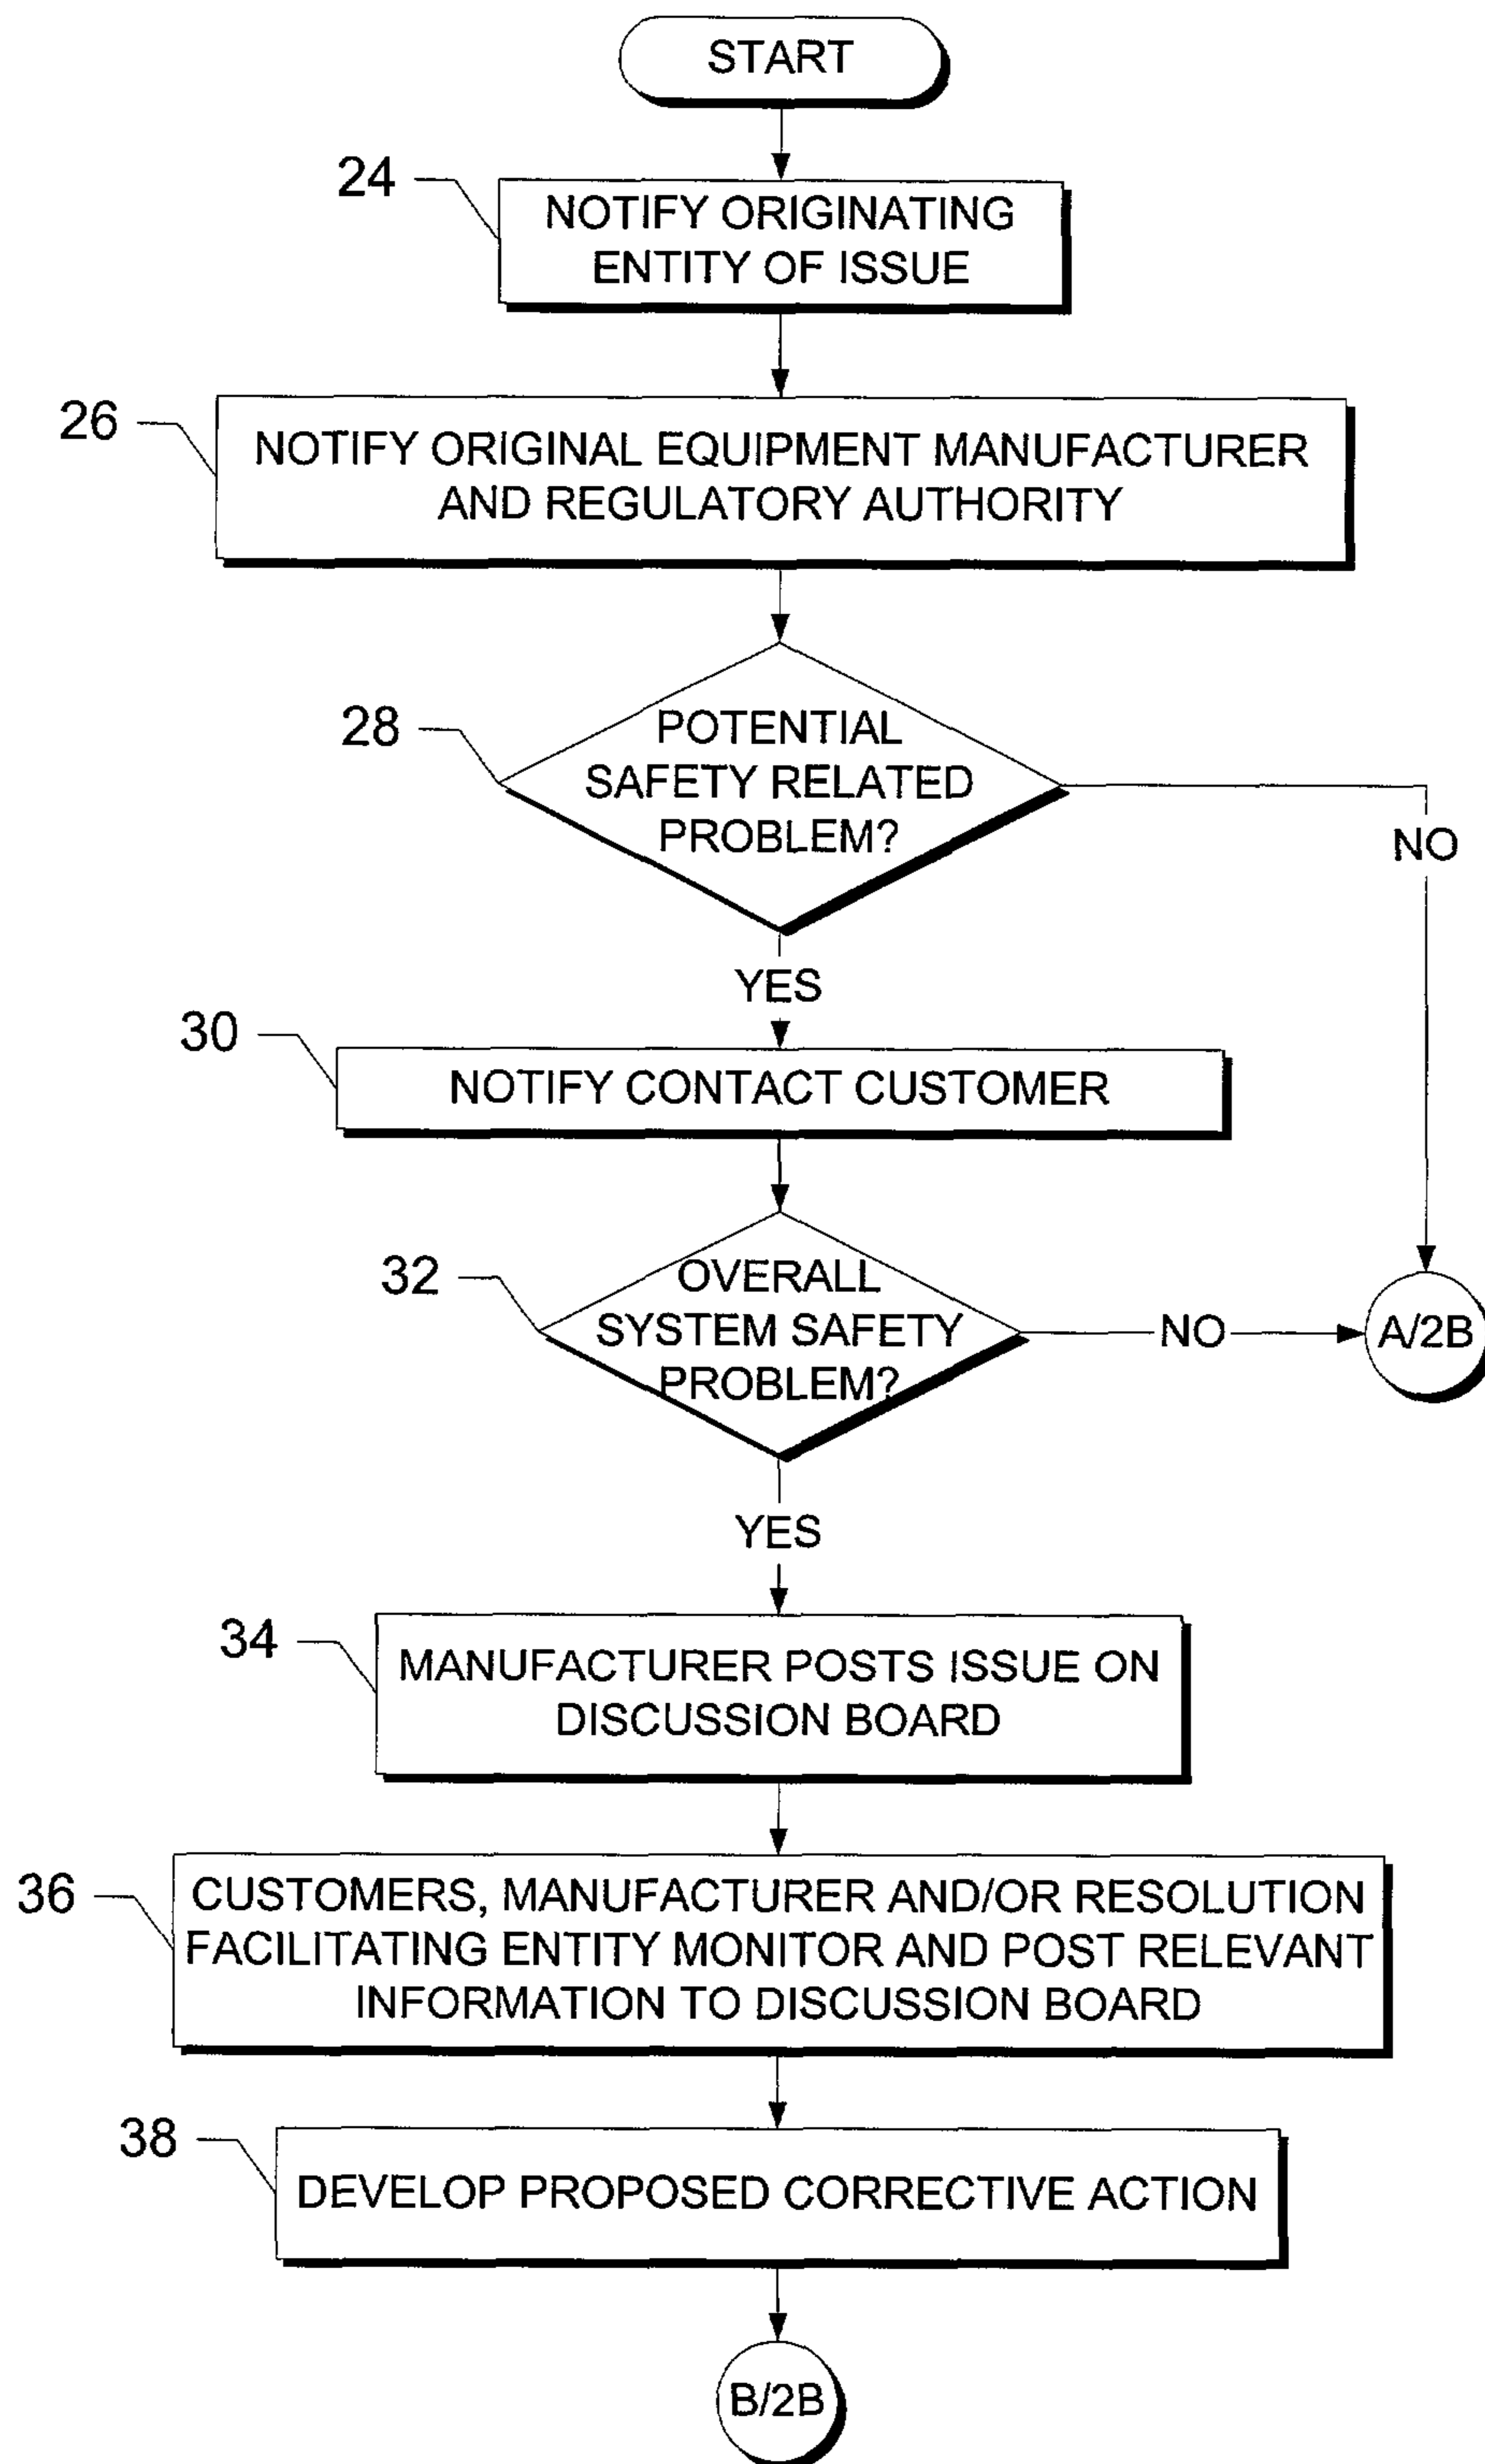 START
24
NOTIFY ORIGINATING
ENTITY OF ISSUE
26
NOTIFY ORIGINAL EQUIPMENT MANUFACTURER
AND REGULATORY AUTHORITY
28
POTENTIAL
SAFETY RELATED
PROBLEM?
NO
YES
30
NOTIFY CONTACT CUSTOMER
32
OVERALL
SYSTEM SAFETY
PROBLEM?
NO
A/2B
YES
34
MANUFACTURER POSTS ISSUE ON
DISCUSSION BOARD
36
CUSTOMERS, MANUFACTURER AND/OR RESOLUTION
FACILITATING ENTITY MONITOR AND POST RELEVANT
INFORMATION TO DISCUSSION BOARD
38
DEVELOP PROPOSED CORRECTIVE ACTION
B/2B